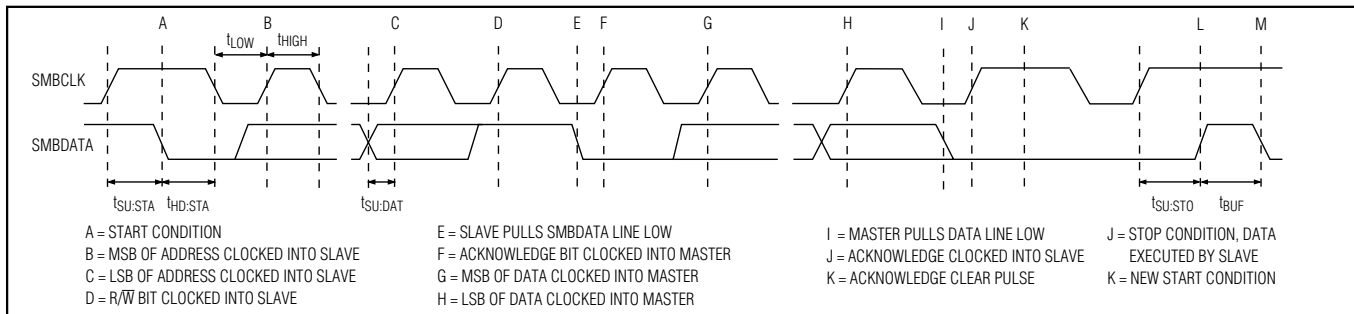 A B C D E F G H I J K L M
tLOW tHIGH
SMBCLK
SMBDATA
tSU:STA tHD:STA tSU:DAT tSU:STO tBUF
A = START CONDITION
B = MSB OF ADDRESS CLOCKED INTO SLAVE
C = LSB OF ADDRESS CLOCKED INTO SLAVE
D = R/W̅ BIT CLOCKED INTO SLAVE
E = SLAVE PULLS SMBDATA LINE LOW
F = ACKNOWLEDGE BIT CLOCKED INTO MASTER
G = MSB OF DATA CLOCKED INTO MASTER
H = LSB OF DATA CLOCKED INTO MASTER
I = MASTER PULLS DATA LINE LOW
J = ACKNOWLEDGE CLOCKED INTO SLAVE
K = ACKNOWLEDGE CLEAR PULSE
J = STOP CONDITION, DATA
EXECUTED BY SLAVE
K = NEW START CONDITION